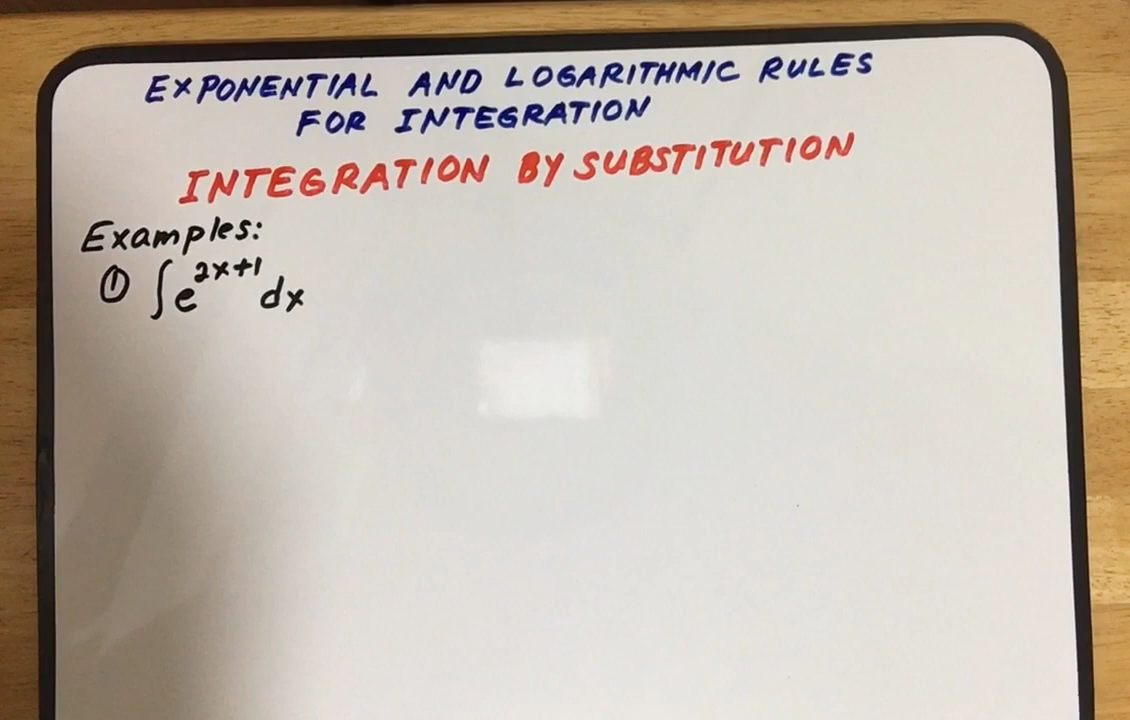 EXPONENTIAL AND LOGARITHMIC RULES
FOR INTEGRATION
INTEGRATION BY SUBSTITUTION
Examples:
① ∫e^{2x+1} dx